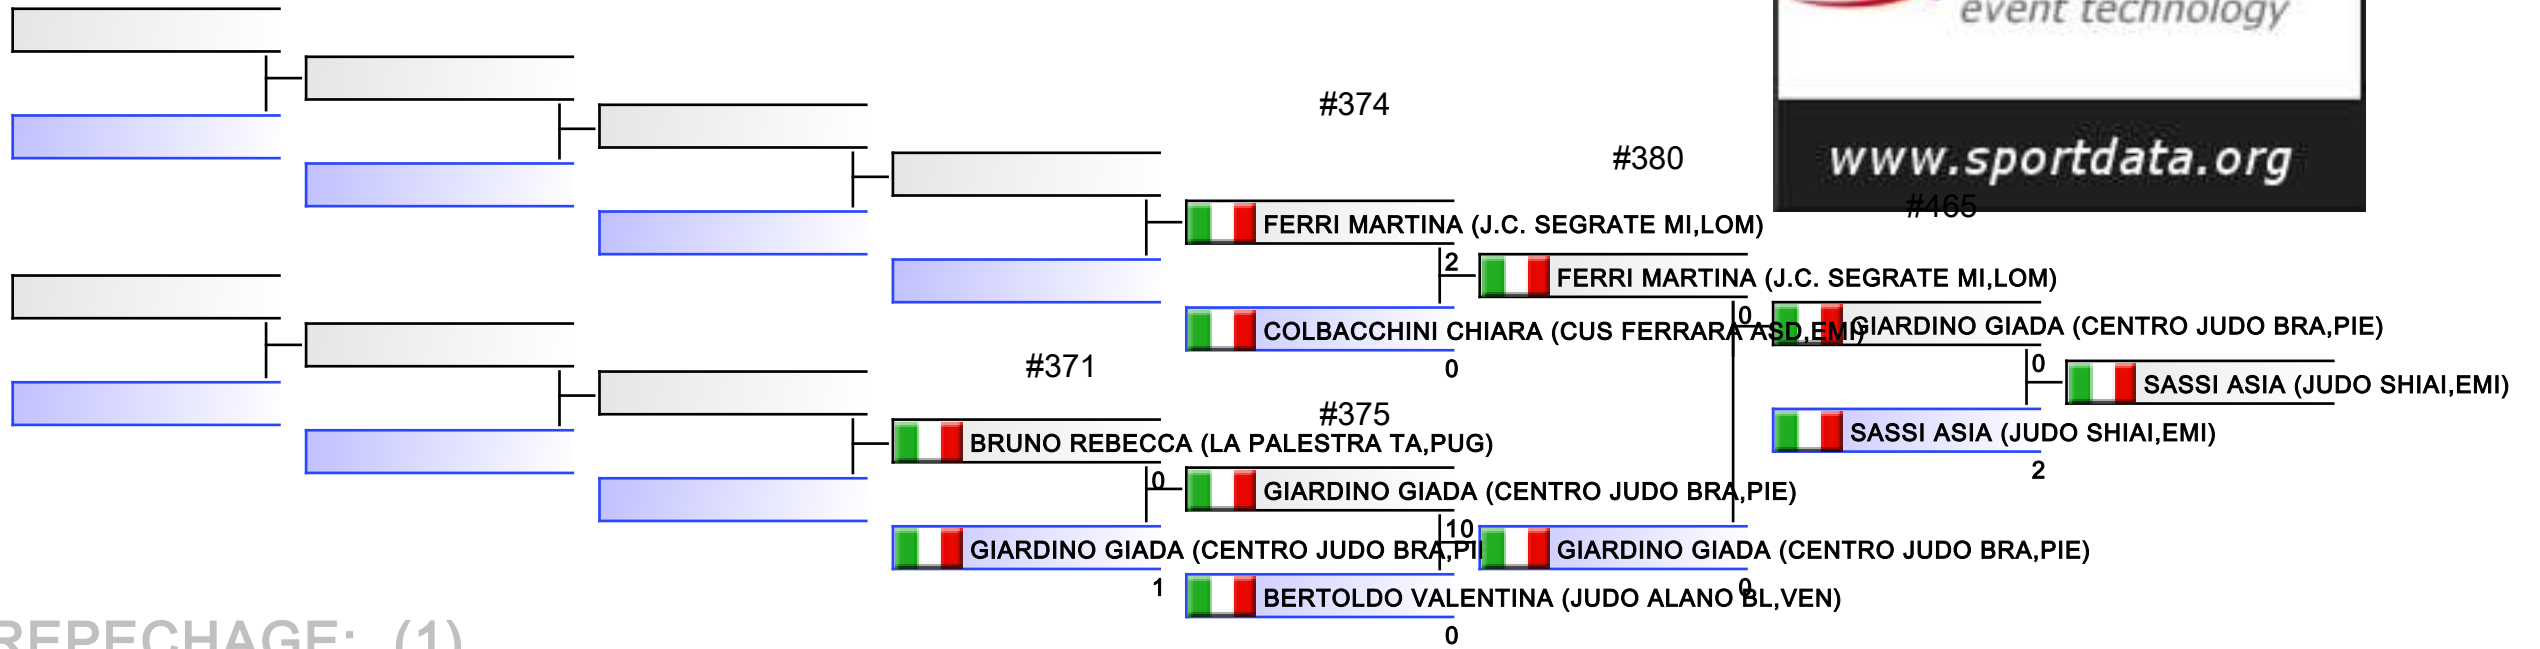 event technology
www.sportdata.org
#374
#380
#465
FERRI MARTINA (J.C. SEGRATE MI,LOM)
2
FERRI MARTINA (J.C. SEGRATE MI,LOM)
0
COLBACCHINI CHIARA (CUS FERRARA ASD,EMI)
0
GIARDINO GIADA (CENTRO JUDO BRA,PIE)
0
SASSI ASIA (JUDO SHIAI,EMI)
SASSI ASIA (JUDO SHIAI,EMI)
2
#371
#375
BRUNO REBECCA (LA PALESTRA TA,PUG)
0
GIARDINO GIADA (CENTRO JUDO BRA,PIE)
10
GIARDINO GIADA (CENTRO JUDO BRA,PI
1
GIARDINO GIADA (CENTRO JUDO BRA,PIE)
0
BERTOLDO VALENTINA (JUDO ALANO BL,VEN)
0
REPECHAGE: (1)